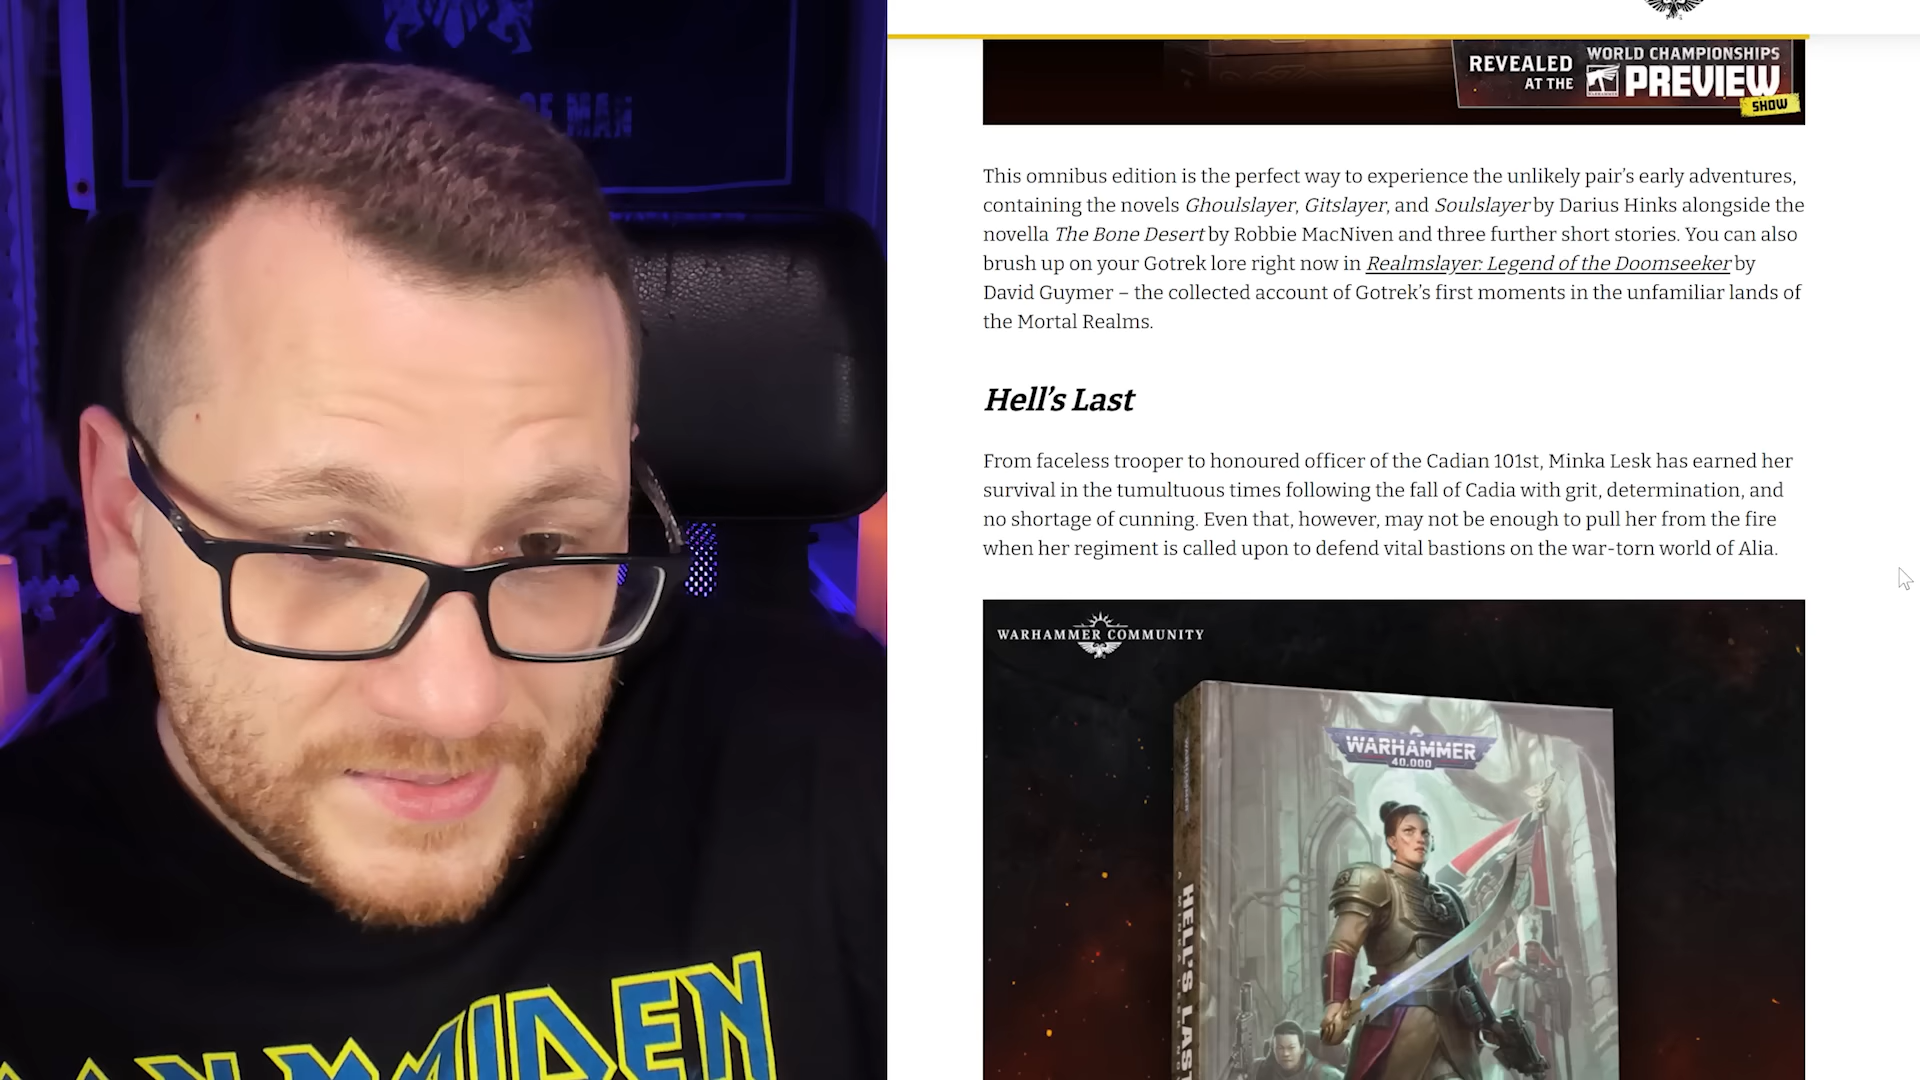 OF MAN
MAIDEN
REVEALED
AT THE
WORLD CHAMPIONSHIPS
PREVIEW
SHOW
This omnibus edition is the perfect way to experience the unlikely pair’s early adventures,
containing the novels Ghoulslayer, Gitslayer, and Soulslayer by Darius Hinks alongside the
novella The Bone Desert by Robbie MacNiven and three further short stories. You can also
brush up on your Gotrek lore right now in Realmslayer: Legend of the Doomseeker by
David Guymer – the collected account of Gotrek’s first moments in the unfamiliar lands of
the Mortal Realms.
Hell’s Last
From faceless trooper to honoured officer of the Cadian 101st, Minka Lesk has earned her
survival in the tumultuous times following the fall of Cadia with grit, determination, and
no shortage of cunning. Even that, however, may not be enough to pull her from the fire
when her regiment is called upon to defend vital bastions on the war-torn world of Alia.
WARHAMMER COMMUNITY
WARHAMMER
40,000
HELL'S LAST